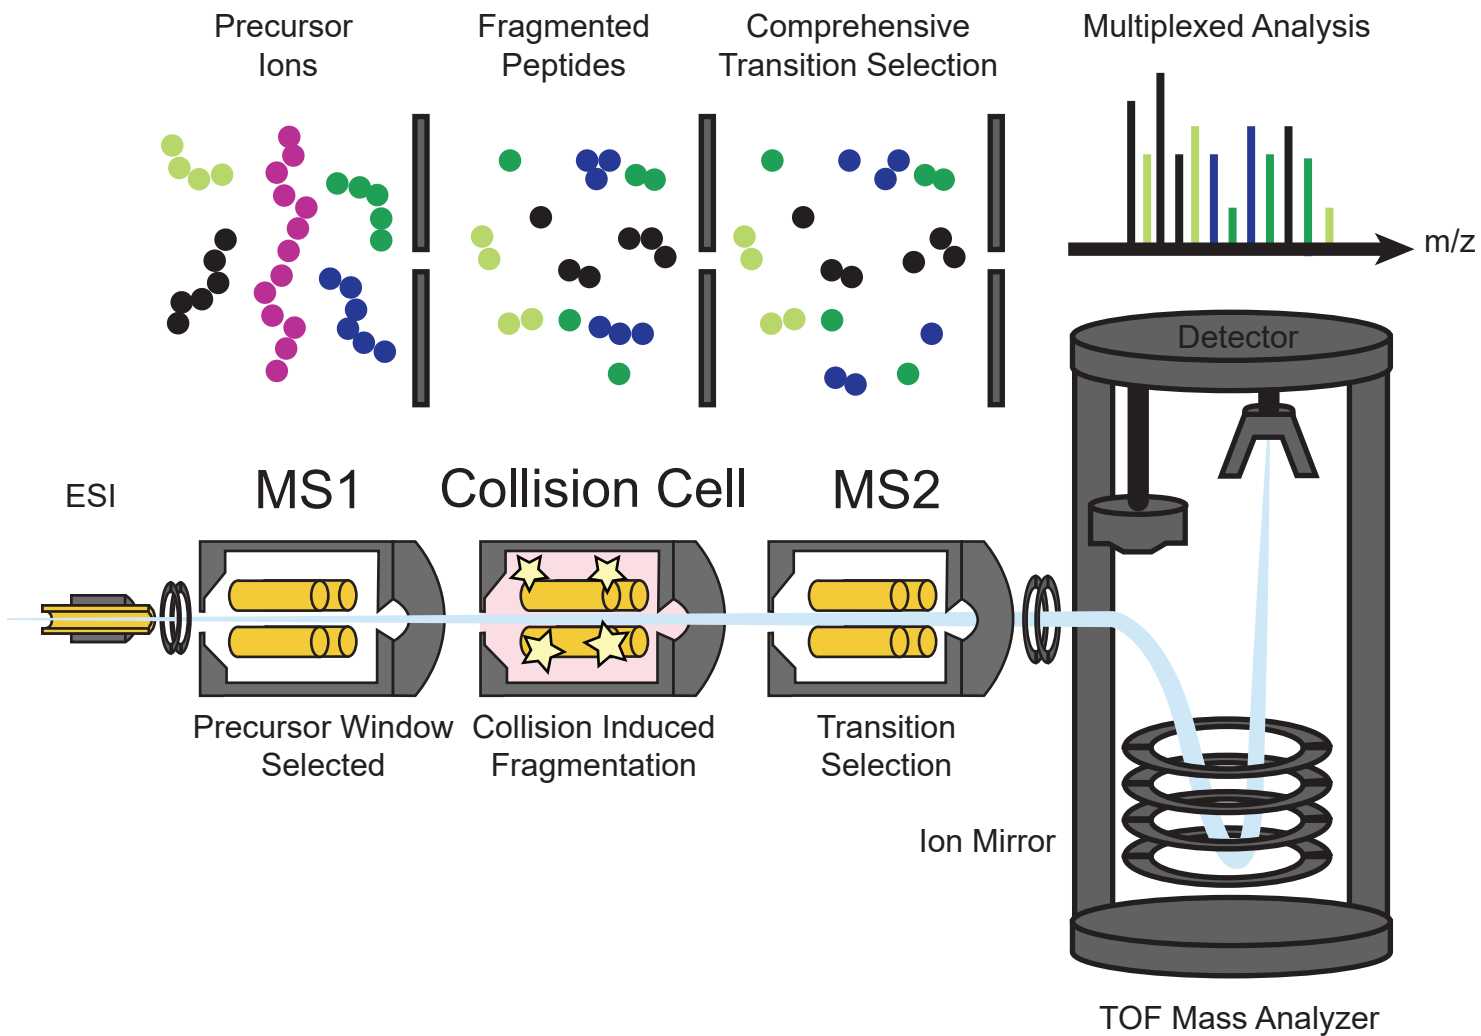 Precursor
Ions
Fragmented
Peptides
Comprehensive
Transition Selection
Multiplexed Analysis
m/z
Detector
ESI
MS1
Collision Cell
MS2
Precursor Window
Selected
Collision Induced
Fragmentation
Transition
Selection
Ion Mirror
TOF Mass Analyzer